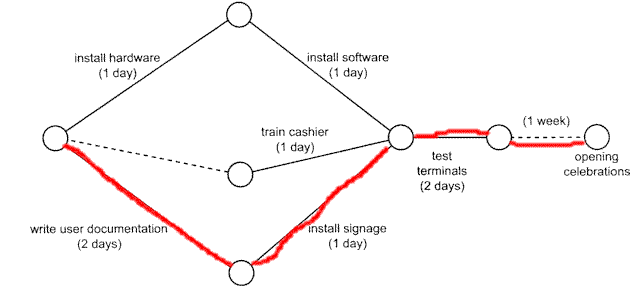 install hardware
(1 day)
install software
(1 day)
train cashier
(1 day)
(1 week)
test
terminals
(2 days)
opening
celebrations
write user documentation
(2 days)
install signage
(1 day)